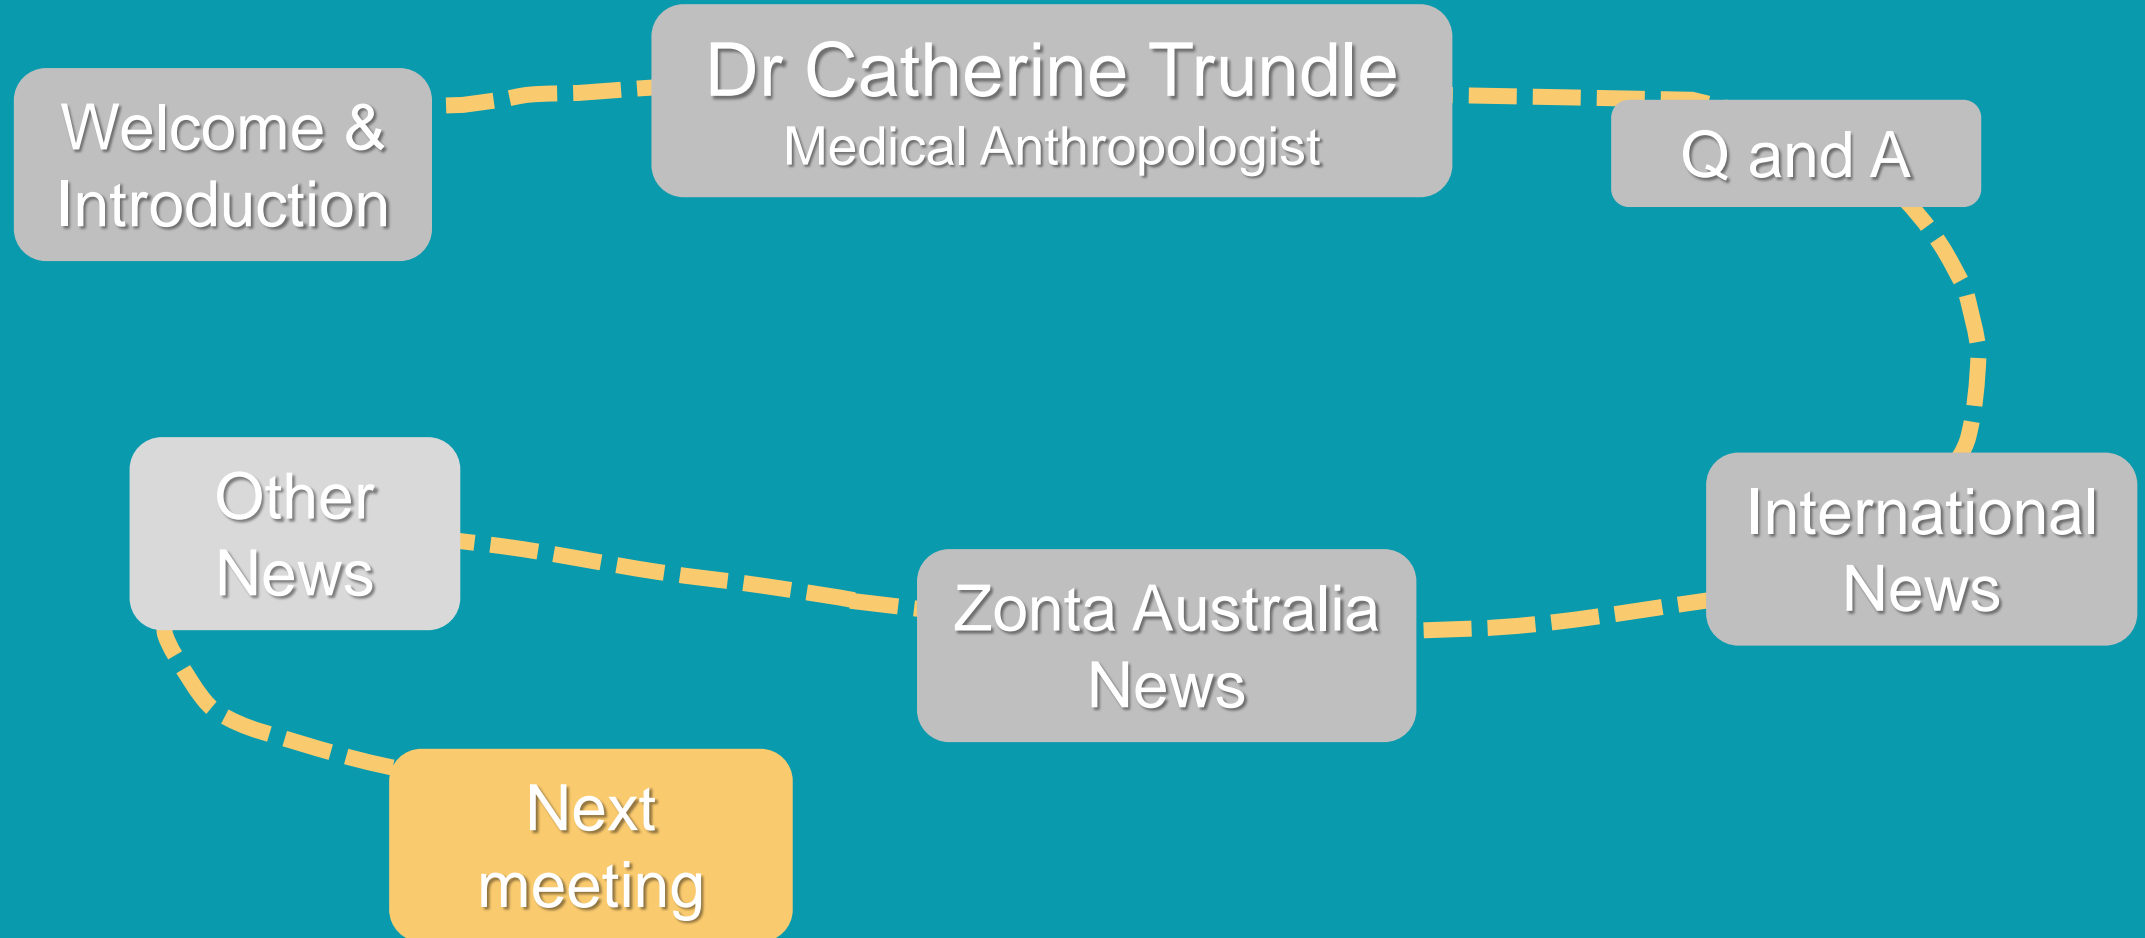 Welcome &
Introduction
Dr Catherine Trundle
Medical Anthropologist
Q and A
International
News
Zonta Australia
News
Other
News
Next
meeting